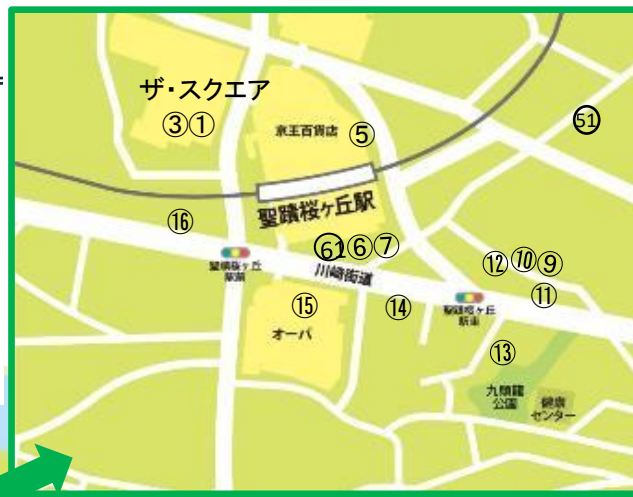 ザ・スクエア
③①
京王百貨店
⑤
51
聖蹟桜ヶ丘駅
⑯
61⑥⑦
聖蹟桜ヶ丘
駅前
川崎街道
⑫⑩⑨
⑪
⑮
⑭
聖蹟桜ヶ丘
駅東
オーパ
⑬
九頭龍
公園
健康
センター